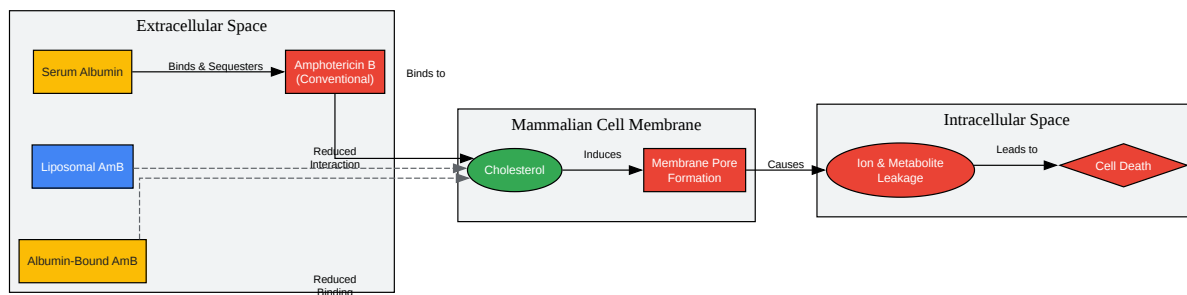 Extracellular Space
Serum Albumin
Binds & Sequesters
Amphotericin B
(Conventional)
Binds to
Liposomal AmB
Reduced
Interaction
Albumin-Bound AmB
Reduced
Binding
Mammalian Cell Membrane
Cholesterol
Induces
Membrane Pore
Formation
Causes
Intracellular Space
Ion & Metabolite
Leakage
Leads to
Cell Death